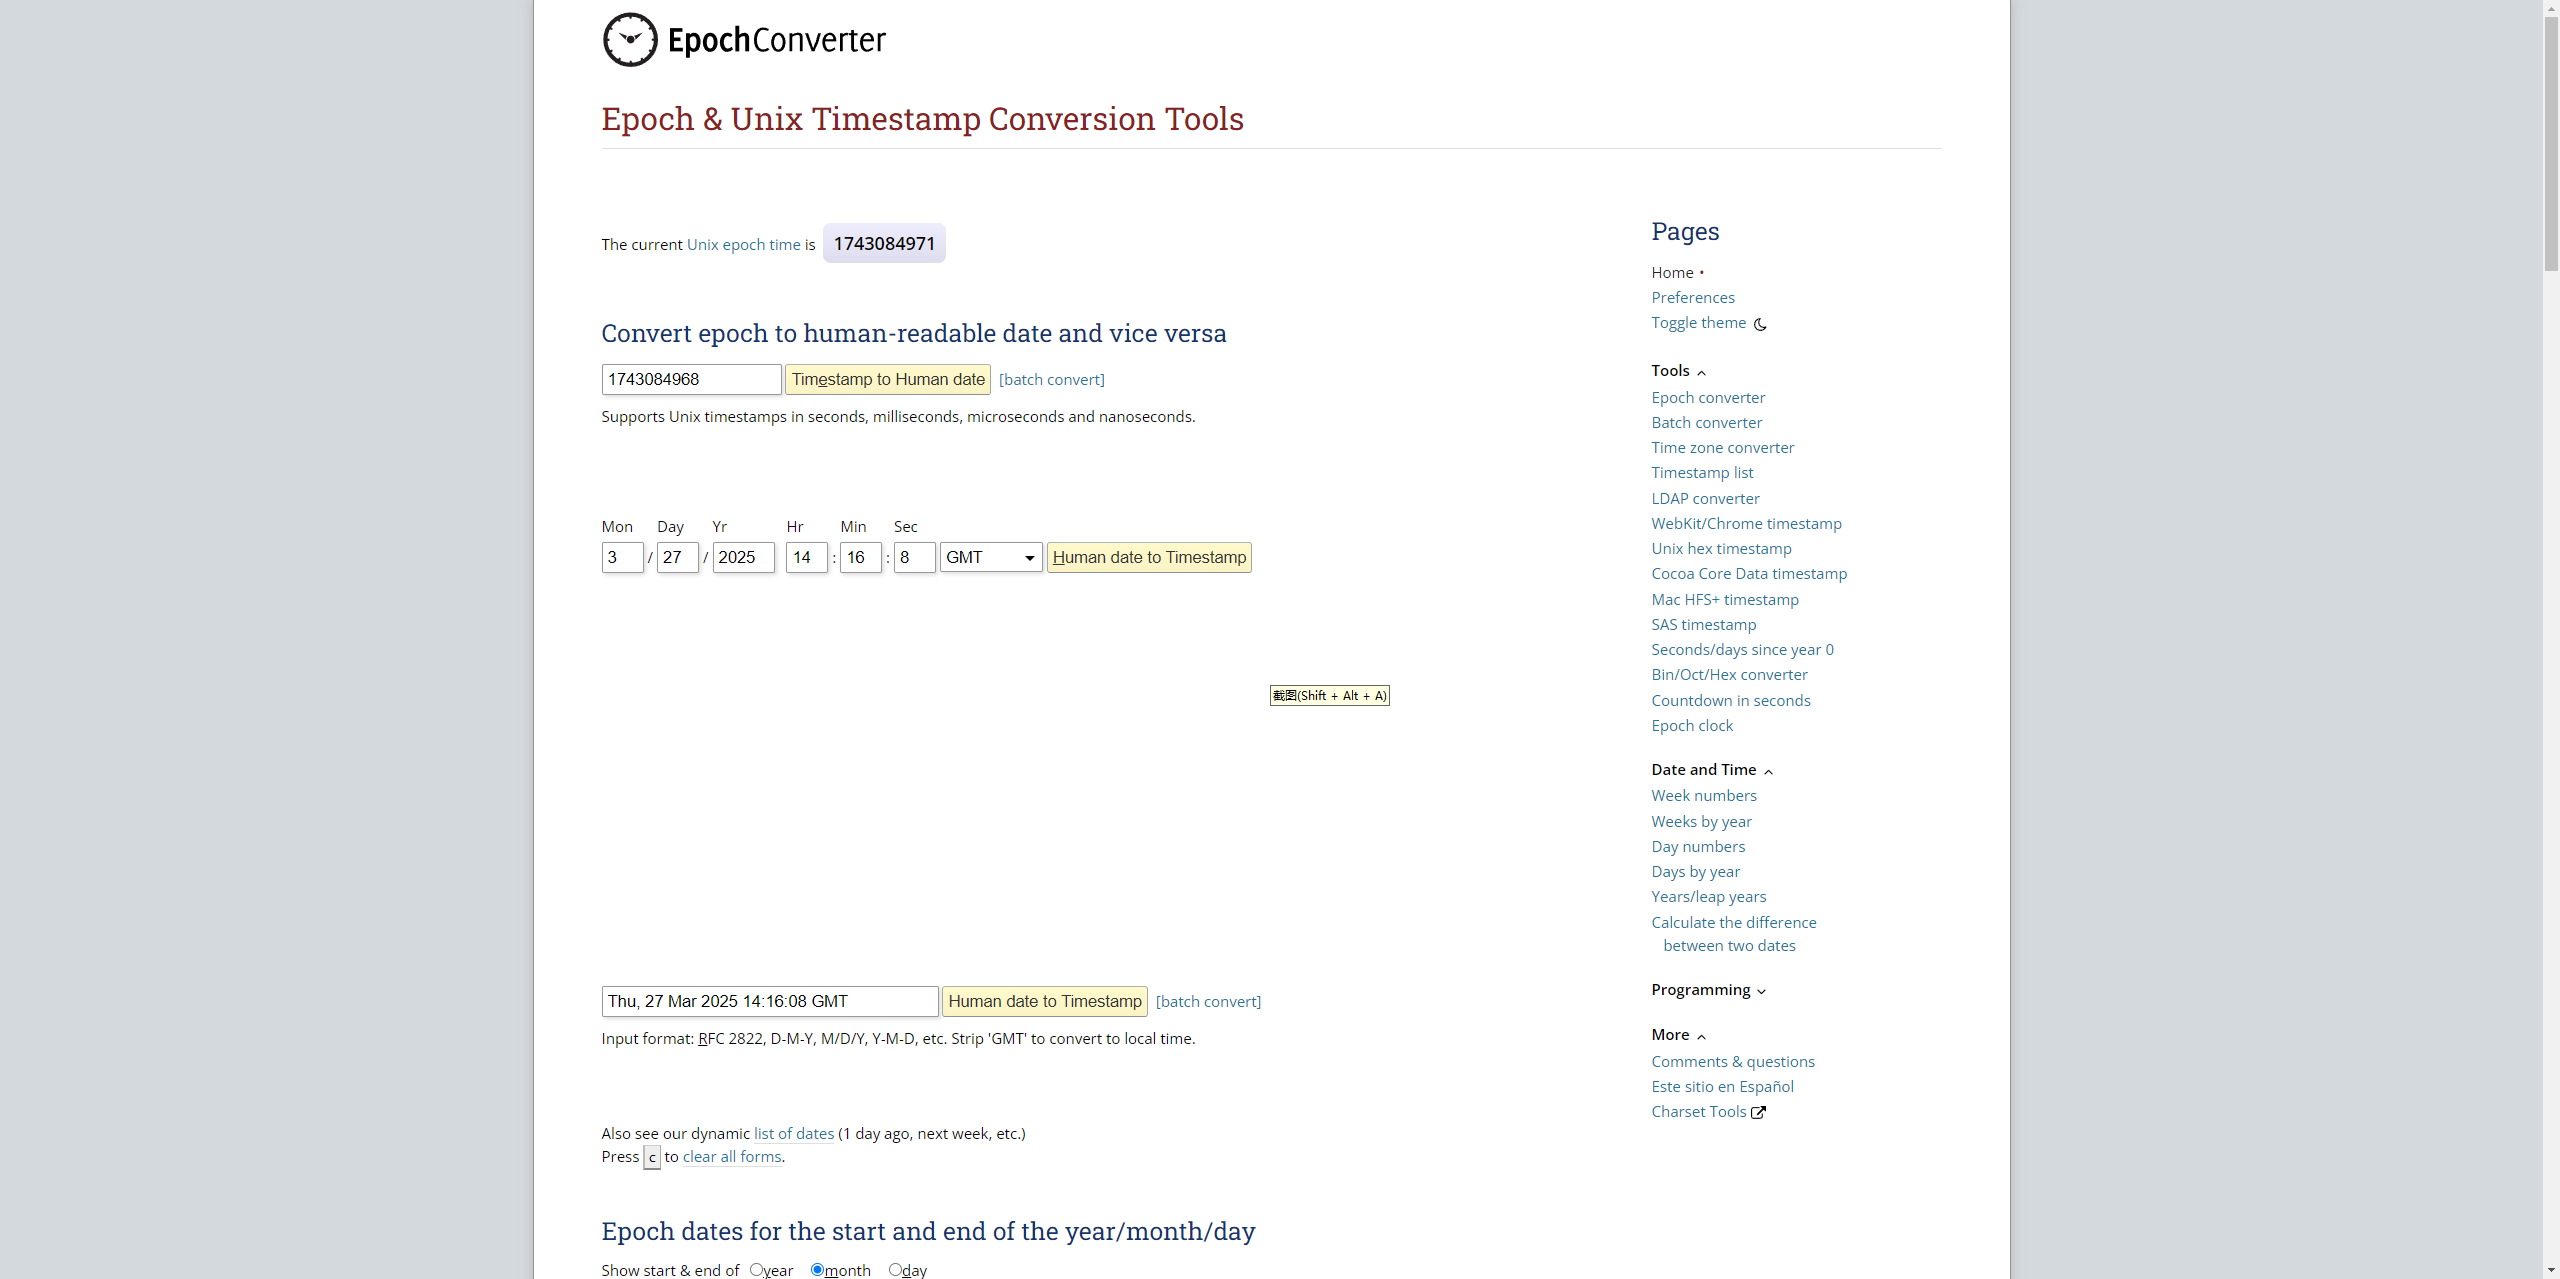 EpochConverter
Epoch & Unix Timestamp Conversion Tools
The current Unix epoch time is 1743084971
Convert epoch to human-readable date and vice versa
1743084968 Timestamp to Human date [batch convert]
Supports Unix timestamps in seconds, milliseconds, microseconds and nanoseconds.
Mon Day Yr Hr Min Sec
3 / 27 / 2025 14 : 16 : 8 GMT Human date to Timestamp
截图(Shift + Alt + A)
Thu, 27 Mar 2025 14:16:08 GMT Human date to Timestamp [batch convert]
Input format: RFC 2822, D-M-Y, M/D/Y, Y-M-D, etc. Strip 'GMT' to convert to local time.
Also see our dynamic list of dates (1 day ago, next week, etc.)
Press c to clear all forms.
Epoch dates for the start and end of the year/month/day
Show start & end of year month day
Pages
Home •
Preferences
Toggle theme
Tools
Epoch converter
Batch converter
Time zone converter
Timestamp list
LDAP converter
WebKit/Chrome timestamp
Unix hex timestamp
Cocoa Core Data timestamp
Mac HFS+ timestamp
SAS timestamp
Seconds/days since year 0
Bin/Oct/Hex converter
Countdown in seconds
Epoch clock
Date and Time
Week numbers
Weeks by year
Day numbers
Days by year
Years/leap years
Calculate the difference
between two dates
Programming
More
Comments & questions
Este sitio en Español
Charset Tools